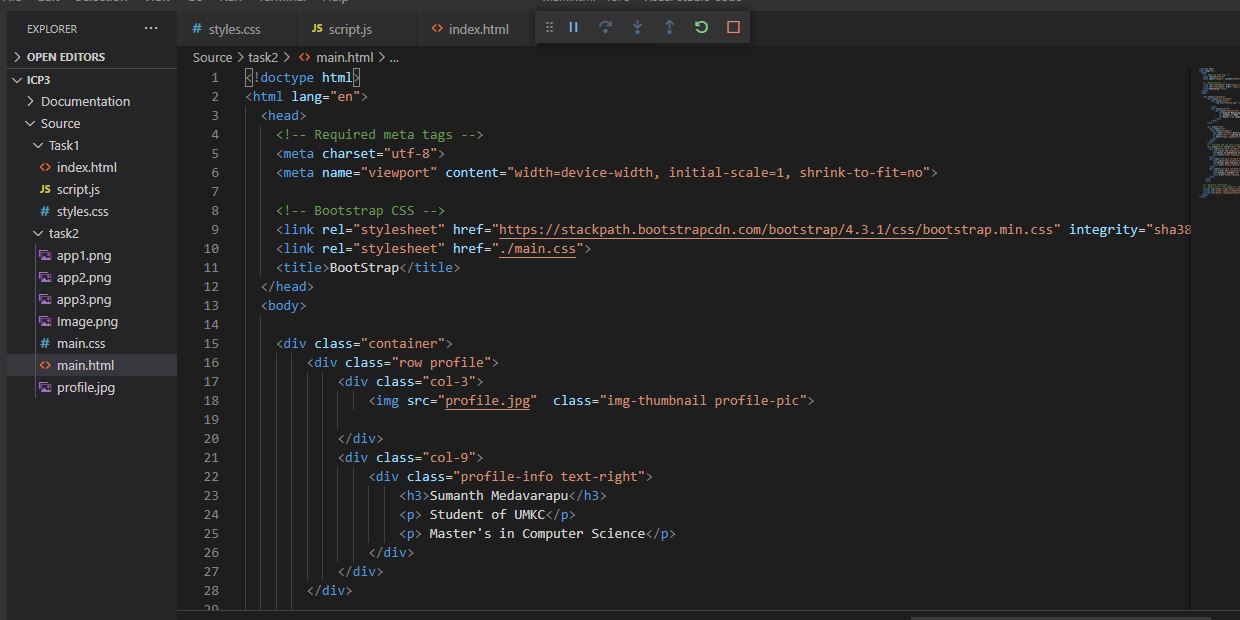 EXPLORER
OPEN EDITORS
ICP3
Documentation
Source
Task1
index.html
JS script.js
# styles.css
task2
app1.png
app2.png
app3.png
Image.png
# main.css
main.html
profile.jpg
# styles.css JS script.js index.html
Source > task2 > main.html > ...
1 <!doctype html>
2 <html lang="en">
3 <head>
4 <!-- Required meta tags -->
5 <meta charset="utf-8">
6 <meta name="viewport" content="width=device-width, initial-scale=1, shrink-to-fit=no">
7
8 <!-- Bootstrap CSS -->
9 <link rel="stylesheet" href="https://stackpath.bootstrapcdn.com/bootstrap/4.3.1/css/bootstrap.min.css" integrity="sha38
10 <link rel="stylesheet" href="./main.css">
11 <title>BootStrap</title>
12 </head>
13 <body>
14
15 <div class="container">
16 <div class="row profile">
17 <div class="col-3">
18 <img src="profile.jpg"  class="img-thumbnail profile-pic">
19
20 </div>
21 <div class="col-9">
22 <div class="profile-info text-right">
23 <h3>Sumanth Medavarapu</h3>
24 <p> Student of UMKC</p>
25 <p> Master's in Computer Science</p>
26 </div>
27 </div>
28 </div>
29